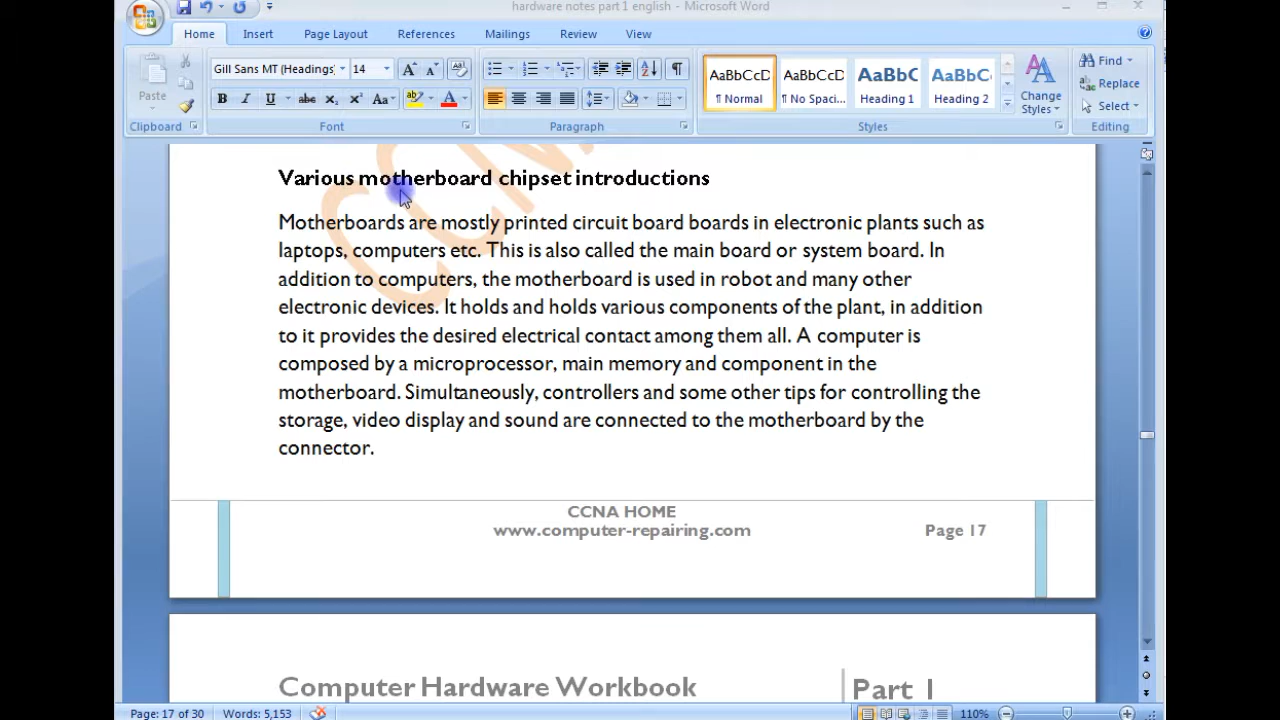 hardware notes part 1 english - Microsoft Word
Home Insert Page Layout References Mailings Review View
Gill Sans MT (Headings) 14
Paste
AaBbCcD AaBbCcD AaBbC AaBbCc
¶ Normal ¶ No Spaci... Heading 1 Heading 2
Change Styles
Find
Replace
Select
Clipboard Font Paragraph Styles Editing
CCNA
Various motherboard chipset introductions
Motherboards are mostly printed circuit board boards in electronic plants such as
laptops, computers etc. This is also called the main board or system board. In
addition to computers, the motherboard is used in robot and many other
electronic devices. It holds and holds various components of the plant, in addition
to it provides the desired electrical contact among them all. A computer is
composed by a microprocessor, main memory and component in the
motherboard. Simultaneously, controllers and some other tips for controlling the
storage, video display and sound are connected to the motherboard by the
connector.
CCNA HOME
www.computer-repairing.com Page 17
Computer Hardware Workbook Part 1
Page: 17 of 30 Words: 5,153 110%